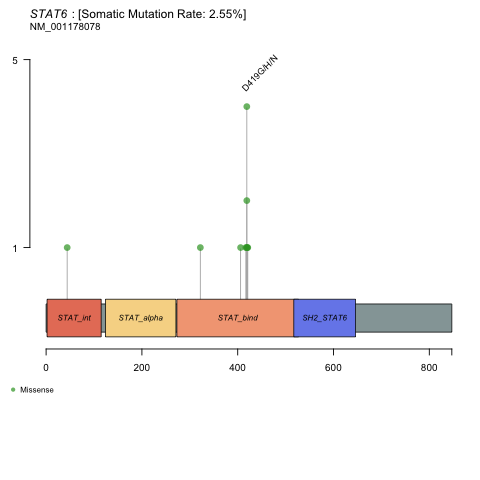 STAT6 : [Somatic Mutation Rate: 2.55%]
NM_001178078
5
D419G/H/N
1
STAT_int
STAT_alpha
STAT_bind
SH2_STAT6
0
200
400
600
800
Missense